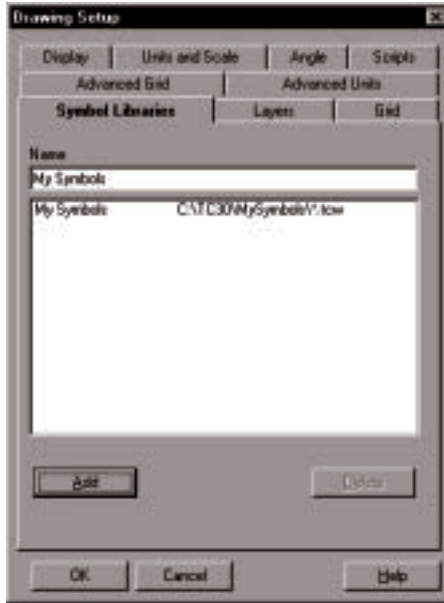 Drawing Setup
Display Units and Scale Angle Scripts
Advanced Grid Advanced Units
Symbol Libraries Layers Grid
Name
My Symbols
My Symbols C:\TC30\MySymbols\*.tcw
Add Delete
OK Cancel Help